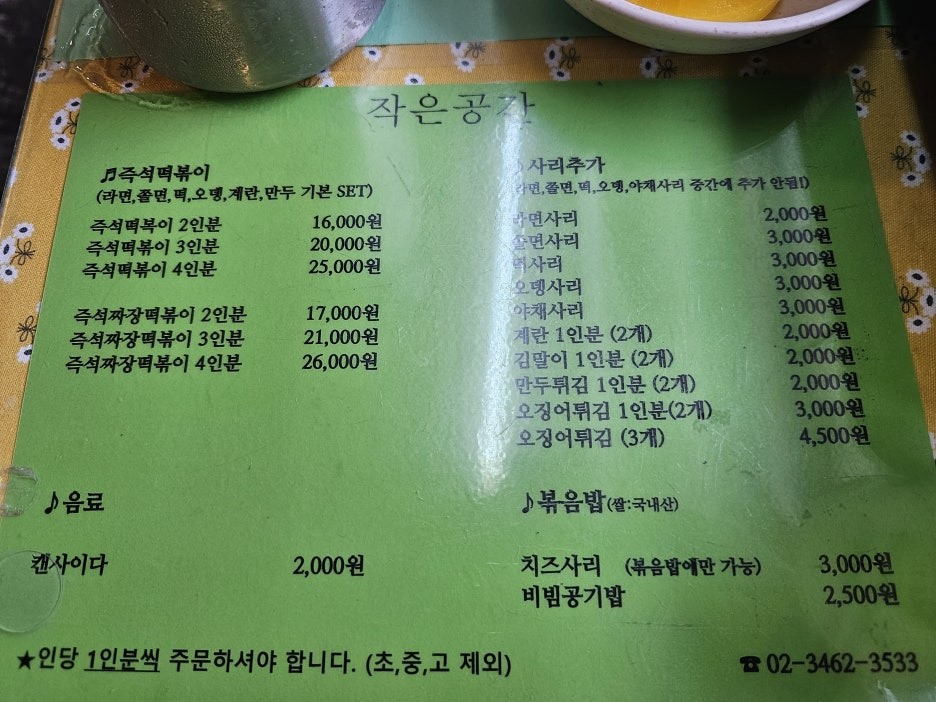 작은공간
♬즉석떡볶이
(라면,쫄면,떡,오뎅,계란,만두 기본 SET)
즉석떡복이 2인분 16,000원
즉석떡볶이 3인분 20,000원
즉석떡볶이 4인분 25,000원
즉석짜장떡볶이 2인분 17,000원
즉석짜장떡볶이 3인분 21,000원
즉석짜장떡볶이 4인분 26,000원
♪사리추가
(라면,쫄면,떡,오뎅,야채사리 중간에 추가 안됨!)
라면사리 2,000원
쫄면사리 3,000원
떡사리 3,000원
오뎅사리 3,000원
야채사리 3,000원
계란 1인분 (2개) 2,000원
김말이 1인분 (2개) 2,000원
만두튀김 1인분 (2개) 2,000원
오징어튀김 1인분(2개) 3,000원
오징어튀김 (3개) 4,500원
♪음료
캔사이다 2,000원
♪볶음밥(쌀:국내산)
치즈사리 (볶음밥에만 가능) 3,000원
비빔공기밥 2,500원
★인당 1인분씩 주문하셔야 합니다. (초,중,고 제외)
☎ 02-3462-3533